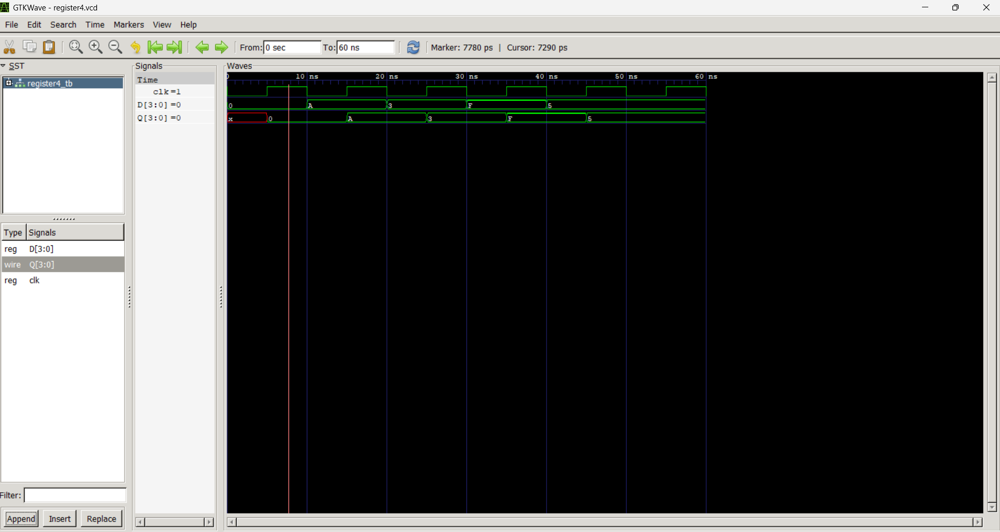 GTKWave - register4.vcd
File Edit Search Time Markers View Help
From: 0 sec To: 60 ns Marker: 7780 ps | Cursor: 7290 ps
SST
register4_tb
Type Signals
reg D[3:0]
wire Q[3:0]
reg clk
Filter:
Append Insert Replace
Signals
Time
clk=1
D[3:0] =0
Q[3:0] =0
Waves
0 10 ns 20 ns 30 ns 40 ns 50 ns 60 ns
0 A 3 F 5
x 0 A 3 F 5